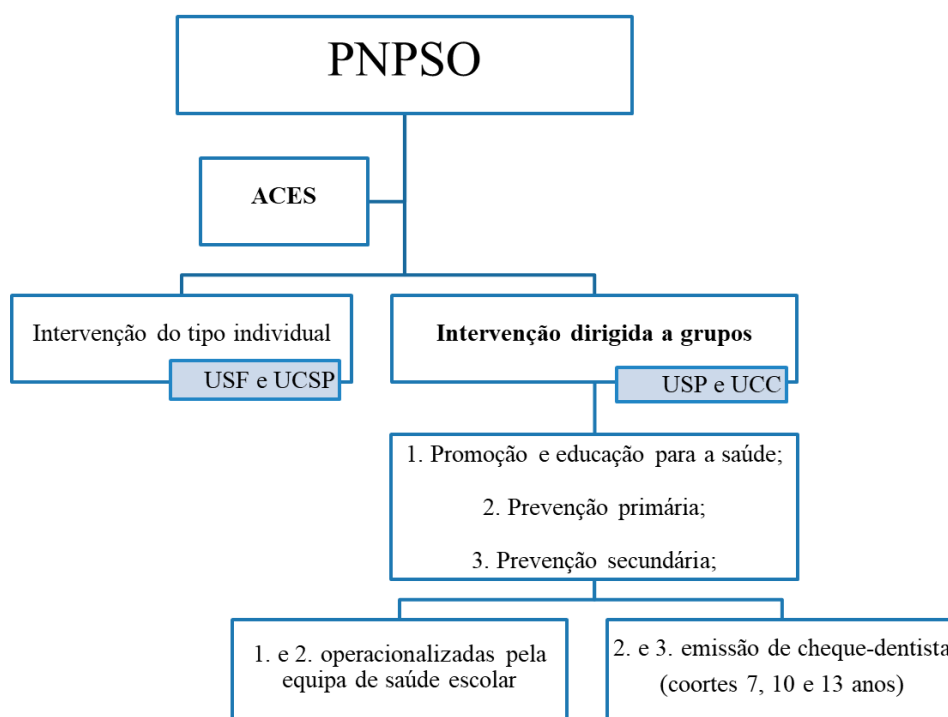 PNPSO
ACES
Intervenção do tipo individual
USF e UCSP
Intervenção dirigida a grupos
USP e UCC
1. Promoção e educação para a saúde;
2. Prevenção primária;
3. Prevenção secundária;
1. e 2. operacionalizadas pela
equipa de saúde escolar
2. e 3. emissão de cheque-dentista
(coortes 7, 10 e 13 anos)